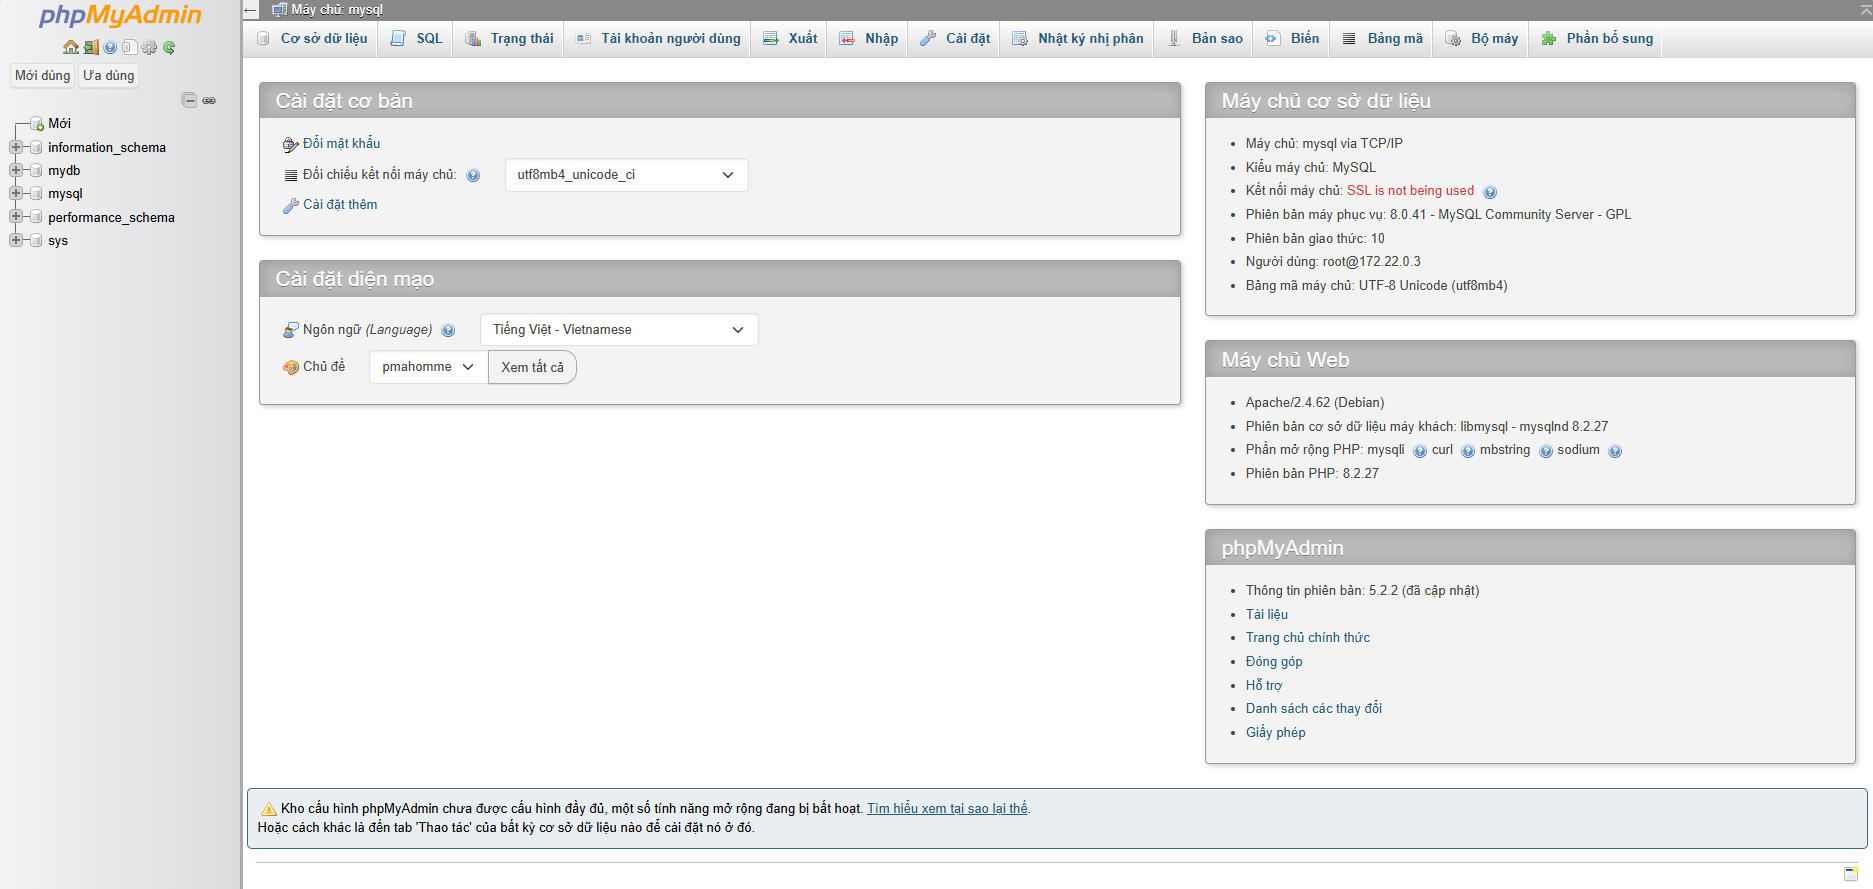 phpMyAdmin
Mới dùng
Ưa dùng
Mới
information_schema
mydb
mysql
performance_schema
sys
Máy chủ: mysql
Cơ sở dữ liệu
SQL
Trạng thái
Tài khoản người dùng
Xuất
Nhập
Cài đặt
Nhật ký nhị phân
Bản sao
Biến
Bảng mã
Bộ máy
Phần bổ sung
Cài đặt cơ bản
Đổi mật khẩu
Đối chiếu kết nối máy chủ: utf8mb4_unicode_ci
Cài đặt thêm
Cài đặt diện mạo
Ngôn ngữ (Language) Tiếng Việt - Vietnamese
Chủ đề pmahomme Xem tất cả
Máy chủ cơ sở dữ liệu
Máy chủ: mysql via TCP/IP
Kiểu máy chủ: MySQL
Kết nối máy chủ: SSL is not being used
Phiên bản máy phục vụ: 8.0.41 - MySQL Community Server - GPL
Phiên bản giao thức: 10
Người dùng: root@172.22.0.3
Bảng mã máy chủ: UTF-8 Unicode (utf8mb4)
Máy chủ Web
Apache/2.4.62 (Debian)
Phiên bản cơ sở dữ liệu máy khách: libmysql - mysqlnd 8.2.27
Phần mở rộng PHP: mysqli curl mbstring sodium
Phiên bản PHP: 8.2.27
phpMyAdmin
Thông tin phiên bản: 5.2.2 (đã cập nhật)
Tài liệu
Trang chủ chính thức
Đóng góp
Hỗ trợ
Danh sách các thay đổi
Giấy phép
Kho cấu hình phpMyAdmin chưa được cấu hình đầy đủ, một số tính năng mở rộng đang bị bất hoạt. Tìm hiểu xem tại sao lại thế.
Hoặc cách khác là đến tab 'Thao tác' của bất kỳ cơ sở dữ liệu nào để cài đặt nó ở đó.